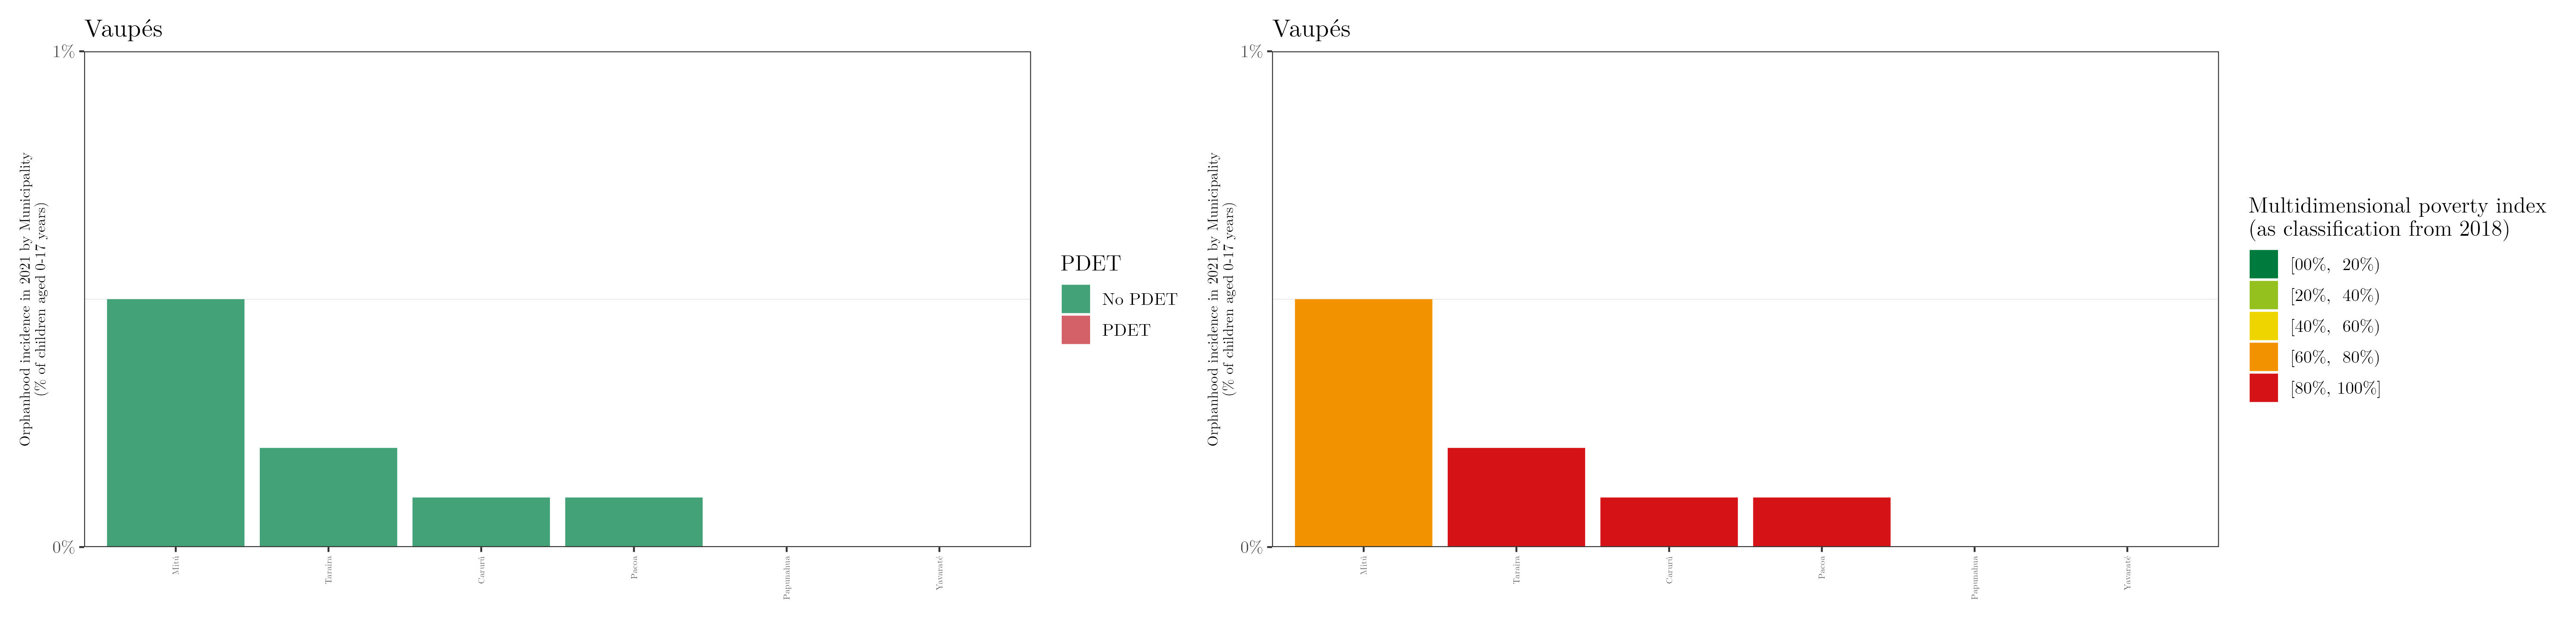 Vaupés
1%
0%
Orphanhood incidence in 2021 by Municipality
(% of children aged 0-17 years)
Mitú
Taraira
Carurú
Pacoa
Papunahua
Yavaraté
PDET
No PDET
PDET
Vaupés
1%
0%
Orphanhood incidence in 2021 by Municipality
(% of children aged 0-17 years)
Mitú
Taraira
Carurú
Pacoa
Papunahua
Yavaraté
Multidimensional poverty index
(as classification from 2018)
[00%, 20%)
[20%, 40%)
[40%, 60%)
[60%, 80%)
[80%, 100%]